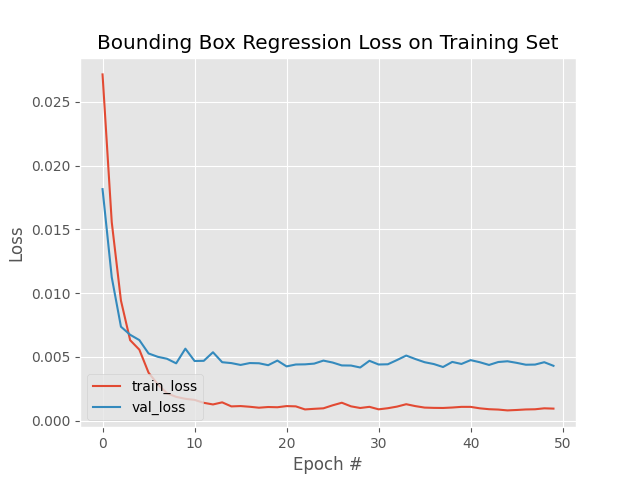 Bounding Box Regression Loss on Training Set
0.025
0.020
0.015
0.010
0.005
0.000
Loss
train_loss
val_loss
0 10 20 30 40 50
Epoch #